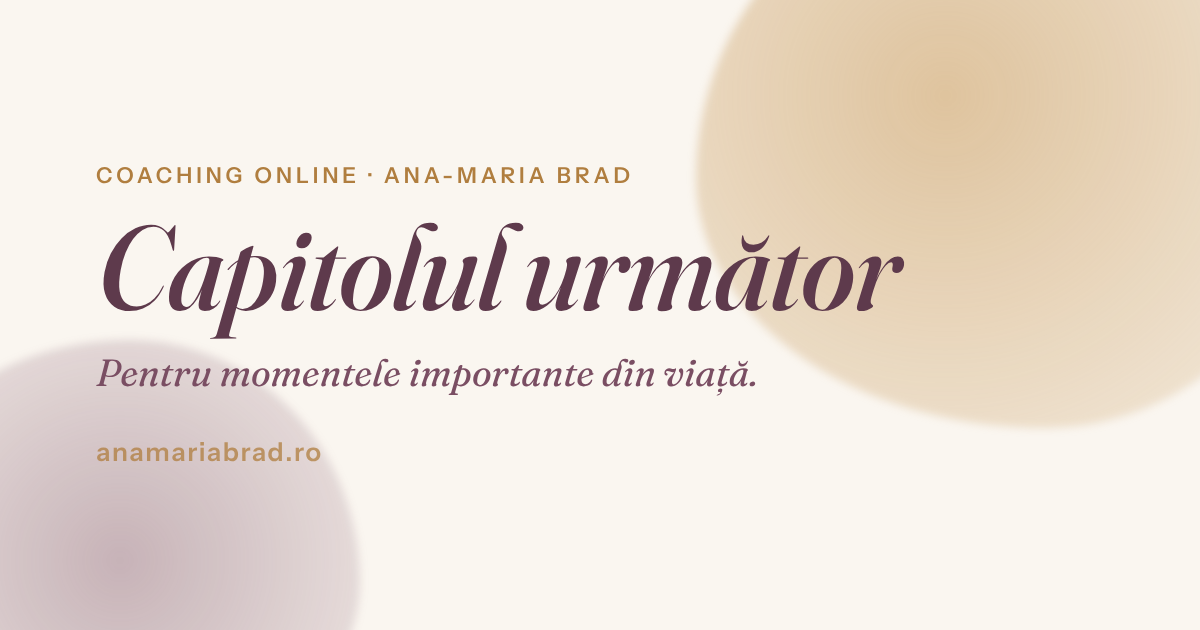 COACHING ONLINE · ANA-MARIA BRAD
Capitolul următor
Pentru momentele importante din viață.
anamariabrad.ro